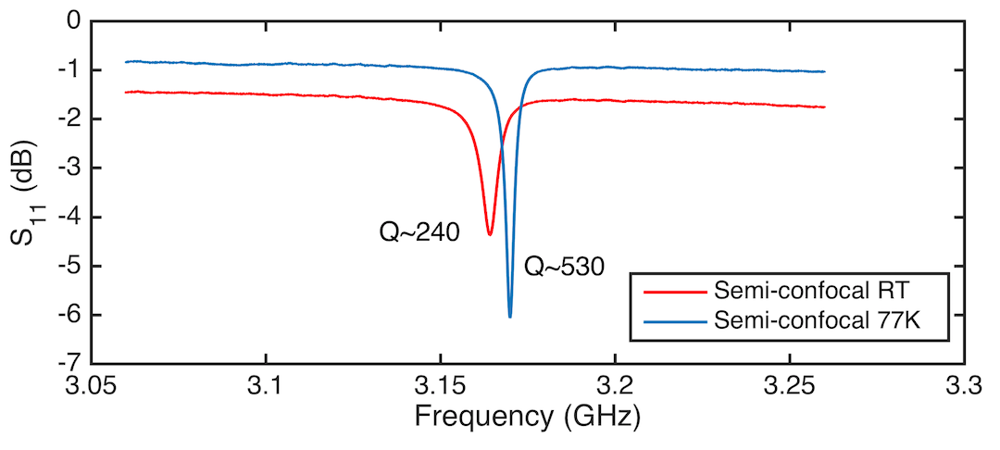 0
-1
-2
-3
-4
-5
-6
-7
S11 (dB)
Q~240
Q~530
Semi-confocal RT
Semi-confocal 77K
3.05 3.1 3.15 3.2 3.25 3.3
Frequency (GHz)